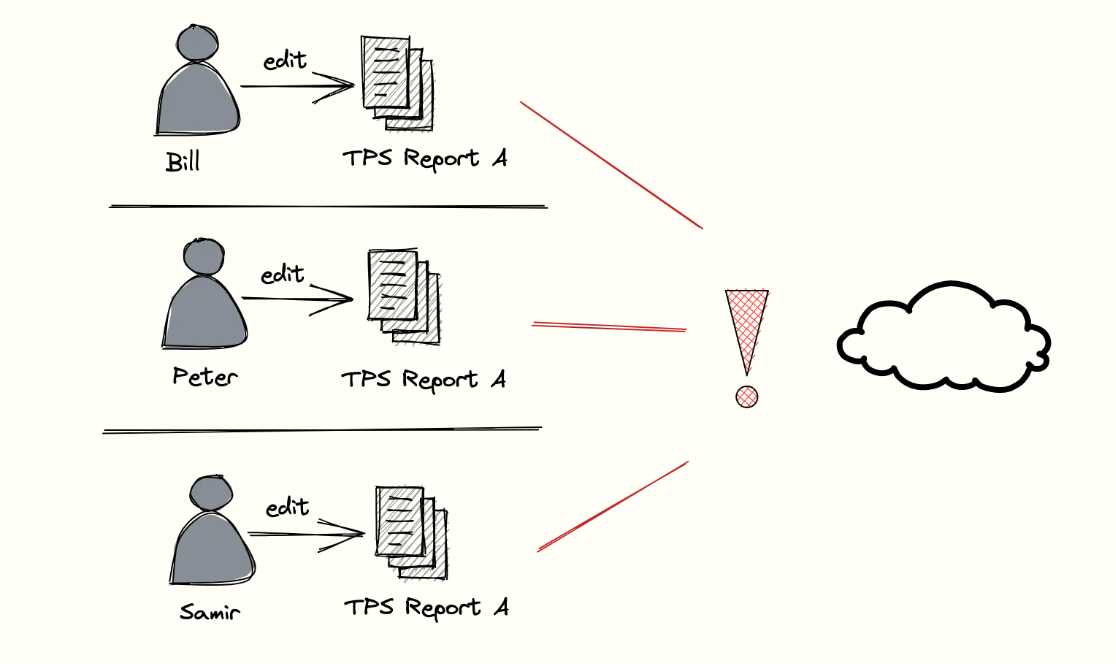 edit
Bill
TPS Report A
edit
Peter
TPS Report A
edit
Samir
TPS Report A